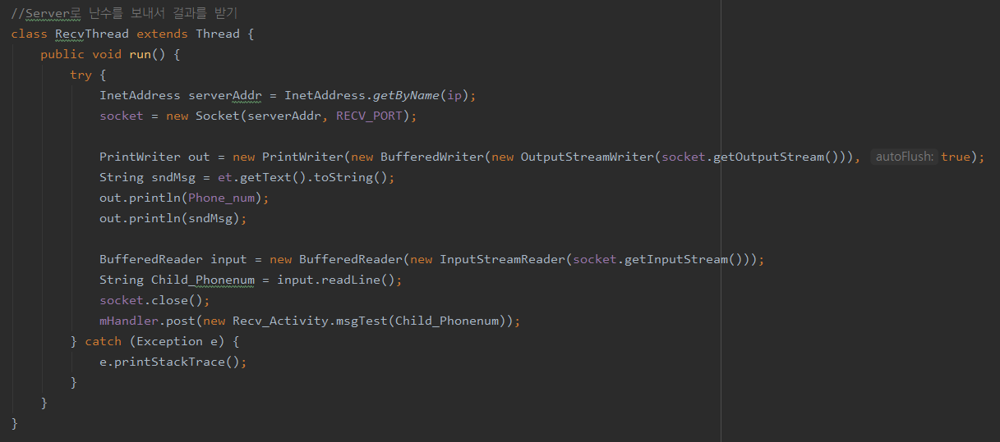 //Server로 난수를 보내서 결과를 받기
class RecvThread extends Thread {
    public void run() {
        try {
            InetAddress serverAddr = InetAddress.getByName(ip);
            socket = new Socket(serverAddr, RECV_PORT);

            PrintWriter out = new PrintWriter(new BufferedWriter(new OutputStreamWriter(socket.getOutputStream())), autoFlush: true);
            String sndMsg = et.getText().toString();
            out.println(Phone_num);
            out.println(sndMsg);

            BufferedReader input = new BufferedReader(new InputStreamReader(socket.getInputStream()));
            String Child_Phonenum = input.readLine();
            socket.close();
            mHandler.post(new Recv_Activity.msgTest(Child_Phonenum));
        } catch (Exception e) {
            e.printStackTrace();
        }
    }
}